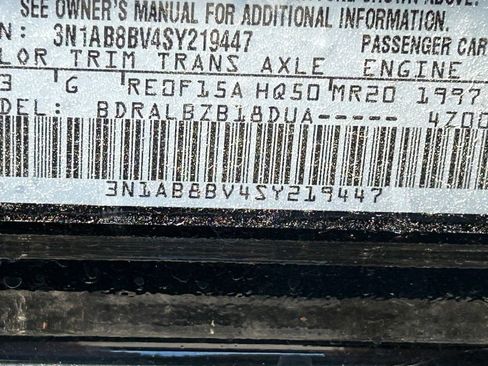 SEE OWNER'S MANUAL FOR ADDITIONAL INFORMATION.
N: 3N1AB8BV4SY219447 PASSENGER CAR
LOR TRIM TRANS AXLE ENGINE
3 G RE0F15A HQ50 MR20 1997
DEL: BDRALBZB18DUA----- 4Z00
3N1AB8BV4SY219447